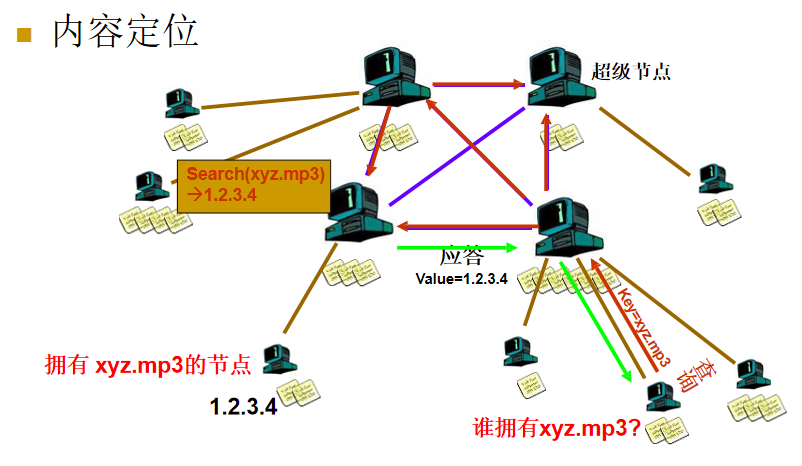 内容定位
超级节点
Search(xyz.mp3)
→1.2.3.4
应答
Value=1.2.3.4
Key=xyz.mp3
查询
拥有 xyz.mp3的节点
1.2.3.4
谁拥有xyz.mp3?